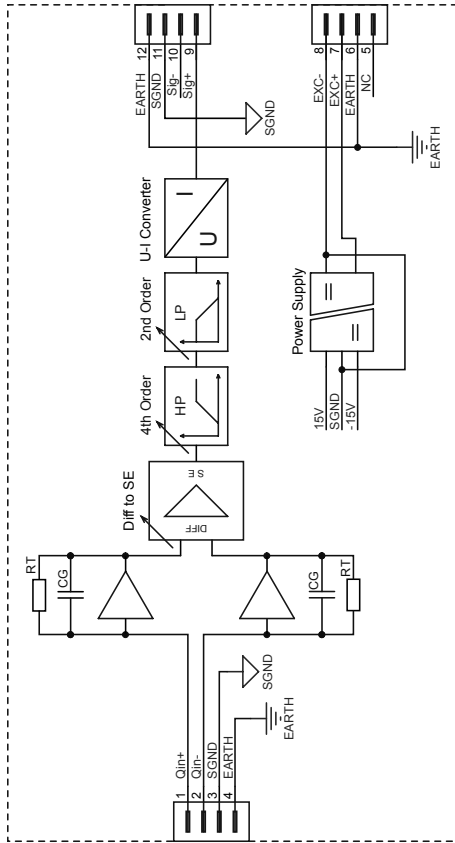 12
11
10
9
EARTH
SGND
Sig-
Sig+
8
7
6
5
EXC-
EXC+
EARTH
NC
SGND
EARTH
U-I Converter
U
I
2nd Order
LP
4th Order
HP
Power Supply
15V
SGND
-15V
Diff to SE
DIFF
SE
RT
CG
CG
RT
1
2
3
4
Qin+
Qin-
SGND
EARTH
SGND
EARTH